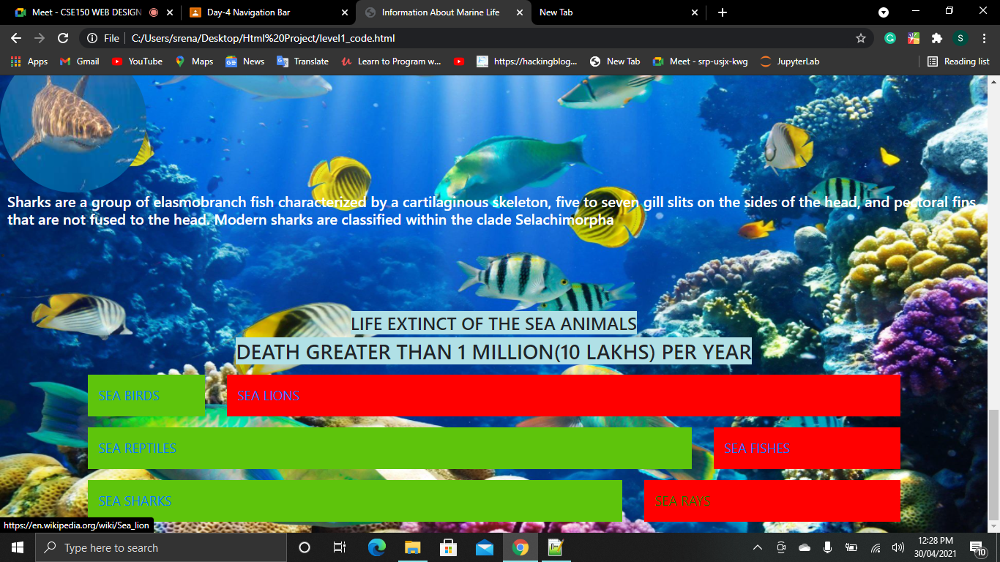 Meet - CSE150 WEB DESIGN
Day-4 Navigation Bar
Information About Marine Life
New Tab
File
C:/Users/srena/Desktop/Html%20Project/level1_code.html
S
Apps
Gmail
YouTube
Maps
News
Translate
Learn to Program w...
https://hackingblog...
New Tab
Meet - srp-usjx-kwg
JupyterLab
Reading list
Sharks are a group of elasmobranch fish characterized by a cartilaginous skeleton, five to seven gill slits on the sides of the head, and pectoral fins
that are not fused to the head. Modern sharks are classified within the clade Selachimorpha
LIFE EXTINCT OF THE SEA ANIMALS
DEATH GREATER THAN 1 MILLION(10 LAKHS) PER YEAR
SEA BIRDS
SEA LIONS
SEA REPTILES
SEA FISHES
SEA SHARKS
SEA RAYS
https://en.wikipedia.org/wiki/Sea_lion
Type here to search
12:28 PM
30/04/2021
10